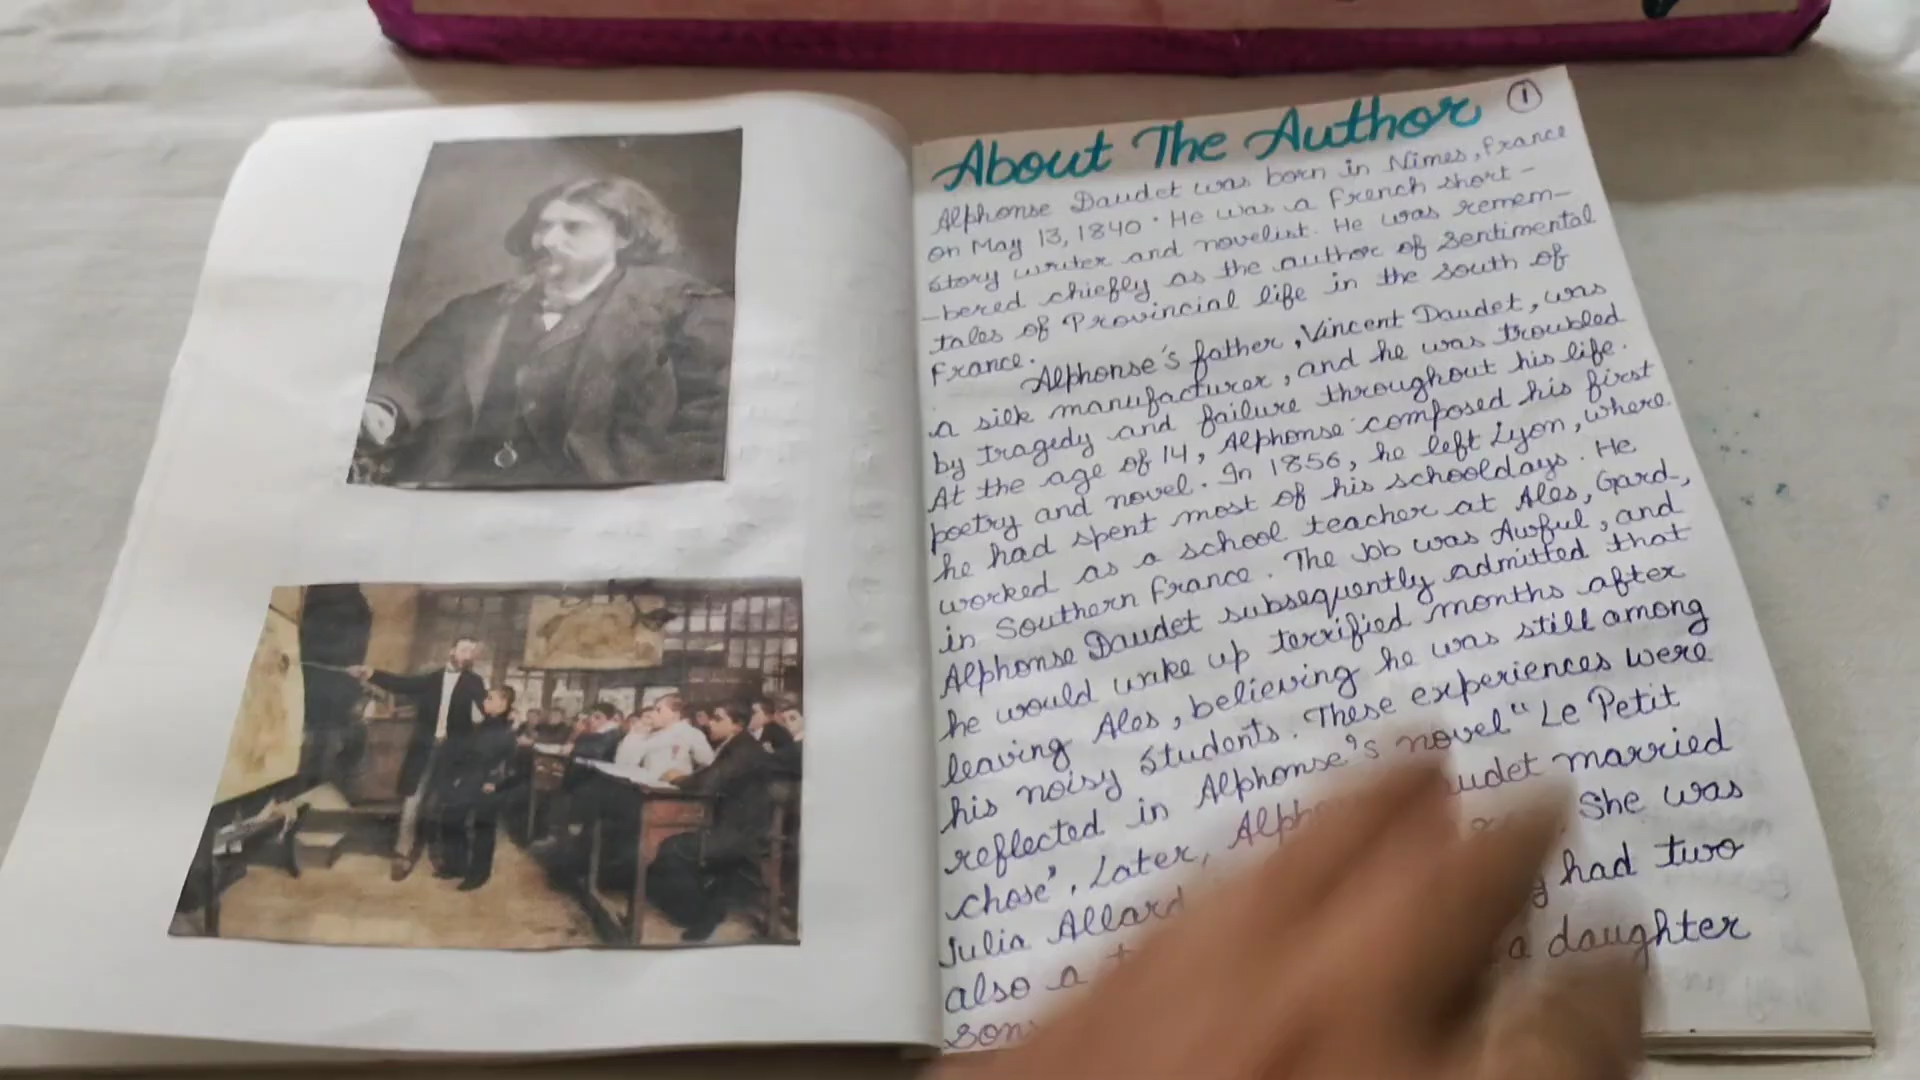 About The Author
1
Alphonse Daudet was born in Nimes, France
on May 13, 1840. He was a French short-
story writer and novelist. He was remem-
-bered chiefly as the author of Sentimental
tales of Provincial life in the south of
France.
Alphonse's father, Vincent Daudet, was
a silk manufacturer, and he was troubled
by tragedy and failure throughout his life.
At the age of 14, Alphonse composed his first
poetry and novel. In 1856, he left Lyon, where
he had spent most of his schooldays. He
worked as a school teacher at Ales, Gard,
in Southern France. The Job was Awful, and
Alphonse Daudet subsequently admitted that
he would wake up terrified months after
leaving Ales, believing he was still among
his noisy students. These experiences were
reflected in Alphonse's novel "Le Petit
chose". Later, married
Julia Allard She was
also a had two
a daughter